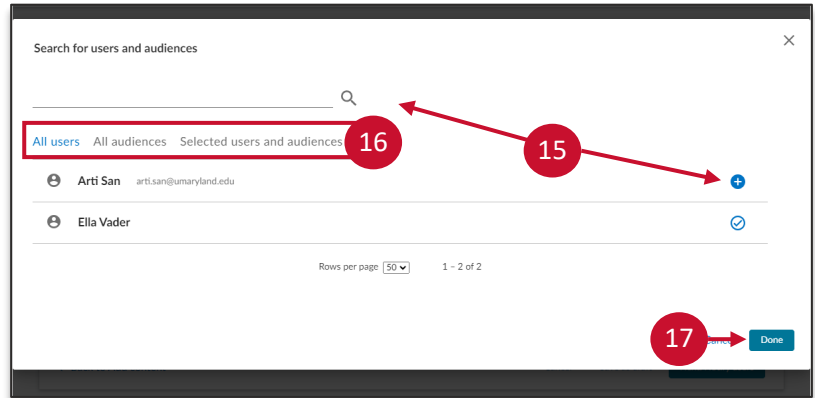 Search for users and audiences
All users All audiences Selected users and audiences 16
15
Arti San arti.san@umaryland.edu
Ella Vader
Rows per page 50 1 – 2 of 2
17 Done